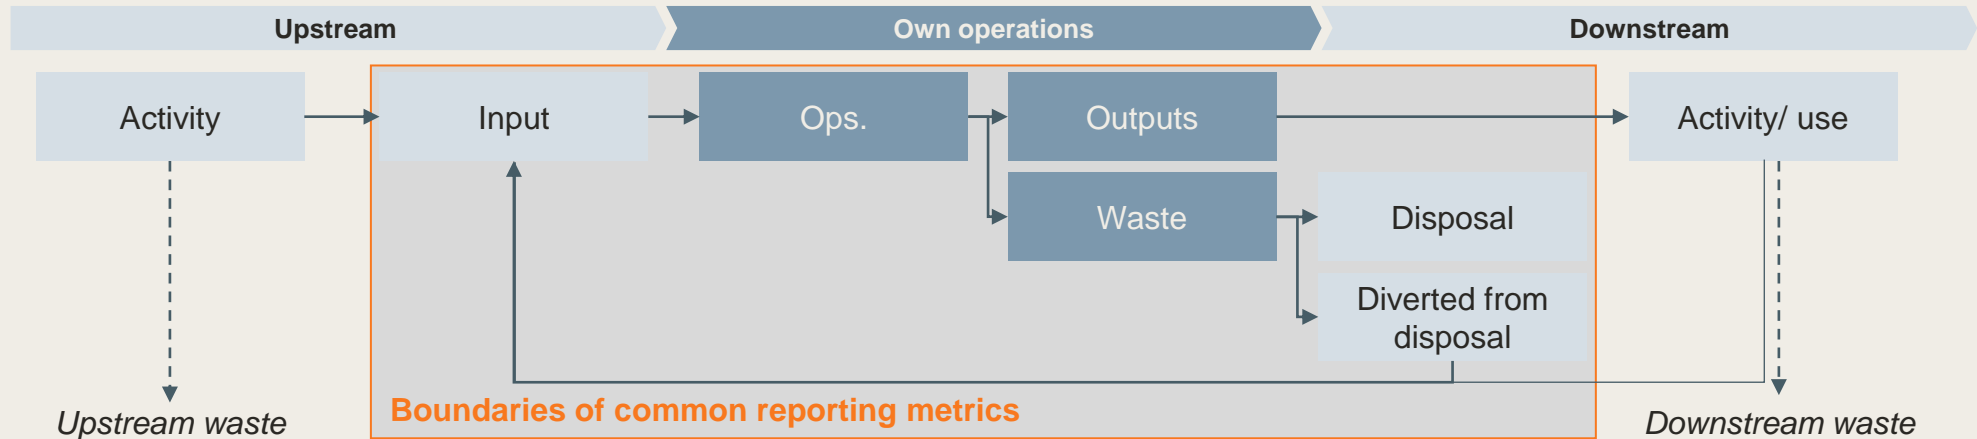 Upstream
Own operations
Downstream
Activity
Input
Ops.
Outputs
Activity/ use
Waste
Disposal
Diverted from
disposal
Boundaries of common reporting metrics
Upstream waste
Downstream waste